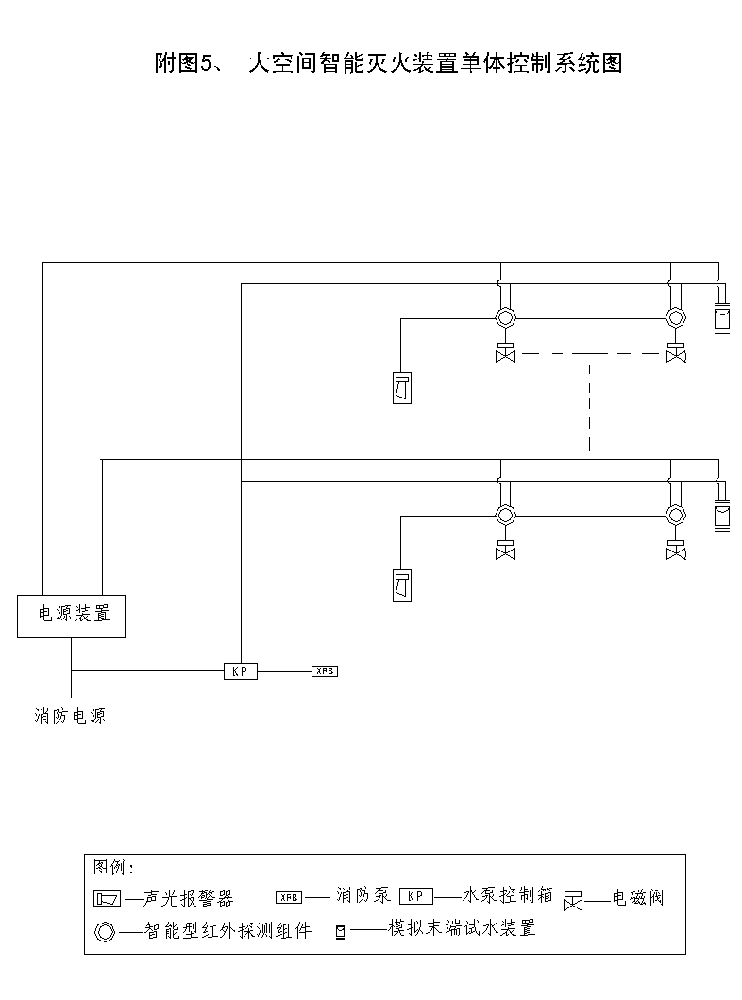 附图5、 大空间智能灭火装置单体控制系统图
电源装置
KP
XFB
消防电源
图例:
声光报警器 XFB 消防泵 KP 水泵控制箱 电磁阀
智能型红外探测组件 模拟末端试水装置